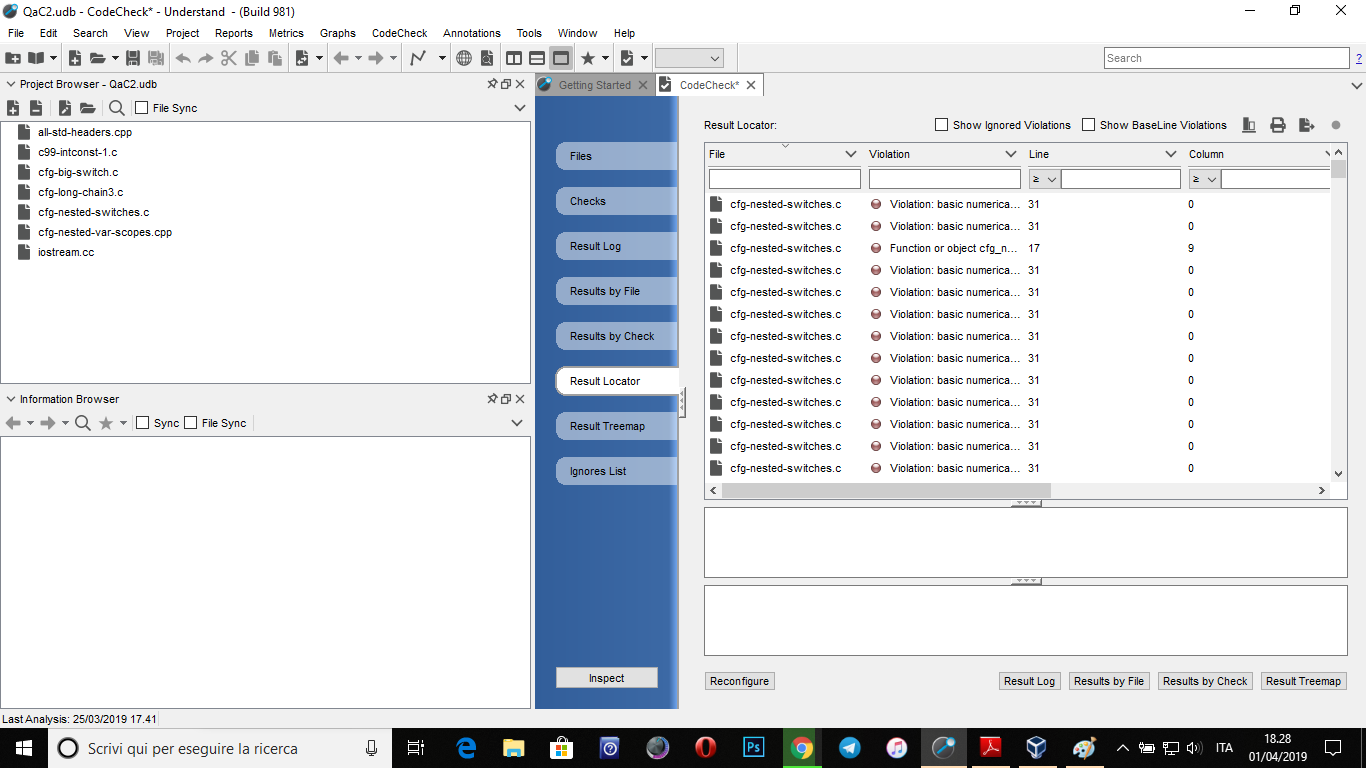 QaC2.udb - CodeCheck* - Understand - (Build 981)
File Edit Search View Project Reports Metrics Graphs CodeCheck Annotations Tools Window Help
Search
?
Project Browser - QaC2.udb
File Sync
all-std-headers.cpp
c99-intconst-1.c
cfg-big-switch.c
cfg-long-chain3.c
cfg-nested-switches.c
cfg-nested-var-scopes.cpp
iostream.cc
Information Browser
Sync File Sync
Getting Started CodeCheck*
Files
Checks
Result Log
Results by File
Results by Check
Result Locator
Result Treemap
Ignores List
Inspect
Result Locator: Show Ignored Violations Show BaseLine Violations
File Violation Line Column
≥ ≥
cfg-nested-switches.c Violation: basic numerica... 31 0
cfg-nested-switches.c Violation: basic numerica... 31 0
cfg-nested-switches.c Function or object cfg_n... 17 9
cfg-nested-switches.c Violation: basic numerica... 31 0
cfg-nested-switches.c Violation: basic numerica... 31 0
cfg-nested-switches.c Violation: basic numerica... 31 0
cfg-nested-switches.c Violation: basic numerica... 31 0
cfg-nested-switches.c Violation: basic numerica... 31 0
cfg-nested-switches.c Violation: basic numerica... 31 0
cfg-nested-switches.c Violation: basic numerica... 31 0
cfg-nested-switches.c Violation: basic numerica... 31 0
cfg-nested-switches.c Violation: basic numerica... 31 0
cfg-nested-switches.c Violation: basic numerica... 31 0
Reconfigure Result Log Results by File Results by Check Result Treemap
Last Analysis: 25/03/2019 17.41
Scrivi qui per eseguire la ricerca
Ps
ITA
18.28
01/04/2019